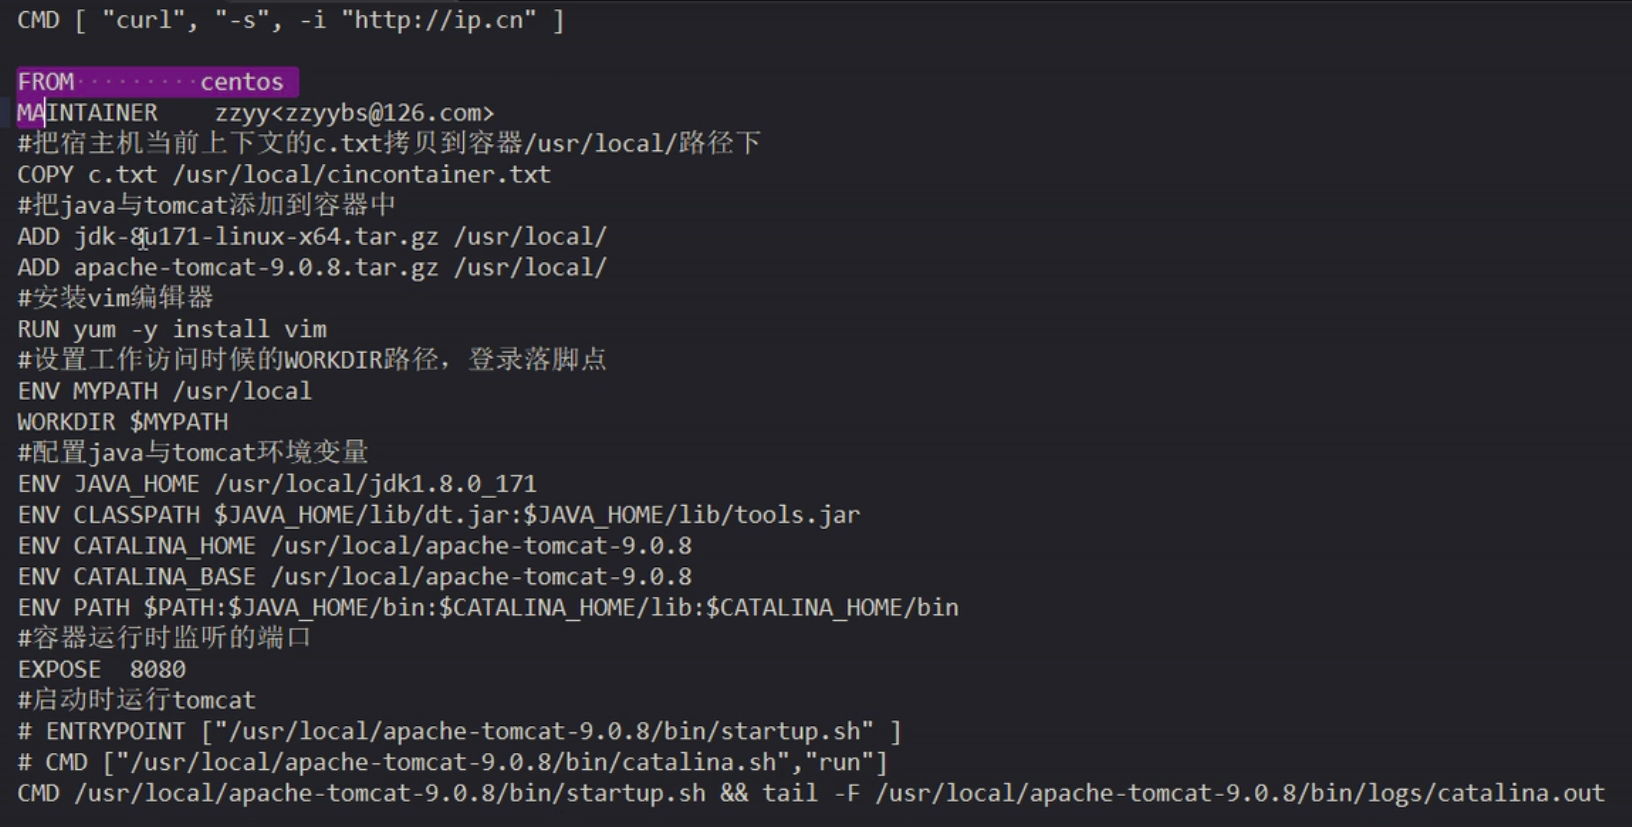 CMD [ "curl", "-s", -i "http://ip.cn" ]
FROM         centos
MAINTAINER    zzyy<zzyybs@126.com>
#把宿主机当前上下文的c.txt拷贝到容器/usr/local/路径下
COPY c.txt /usr/local/cincontainer.txt
#把java与tomcat添加到容器中
ADD jdk-8u171-linux-x64.tar.gz /usr/local/
ADD apache-tomcat-9.0.8.tar.gz /usr/local/
#安装vim编辑器
RUN yum -y install vim
#设置工作访问时候的WORKDIR路径，登录落脚点
ENV MYPATH /usr/local
WORKDIR $MYPATH
#配置java与tomcat环境变量
ENV JAVA_HOME /usr/local/jdk1.8.0_171
ENV CLASSPATH $JAVA_HOME/lib/dt.jar:$JAVA_HOME/lib/tools.jar
ENV CATALINA_HOME /usr/local/apache-tomcat-9.0.8
ENV CATALINA_BASE /usr/local/apache-tomcat-9.0.8
ENV PATH $PATH:$JAVA_HOME/bin:$CATALINA_HOME/lib:$CATALINA_HOME/bin
#容器运行时监听的端口
EXPOSE  8080
#启动时运行tomcat
# ENTRYPOINT ["/usr/local/apache-tomcat-9.0.8/bin/startup.sh" ]
# CMD ["/usr/local/apache-tomcat-9.0.8/bin/catalina.sh","run"]
CMD /usr/local/apache-tomcat-9.0.8/bin/startup.sh && tail -F /usr/local/apache-tomcat-9.0.8/bin/logs/catalina.out